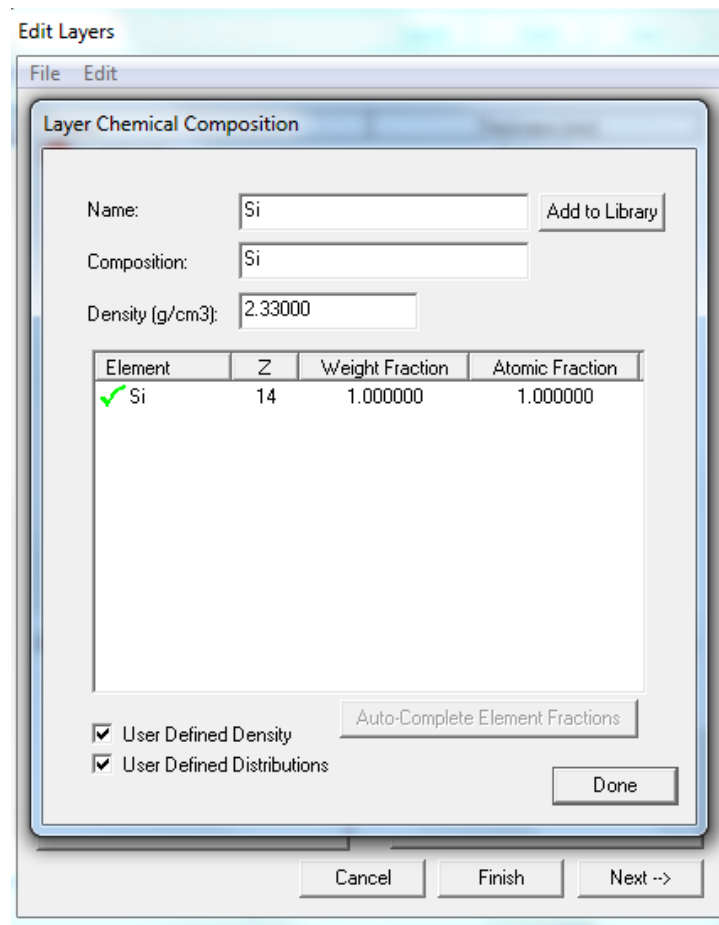 Edit Layers
File Edit
Layer Chemical Composition
Name: Si Add to Library
Composition: Si
Density (g/cm3): 2.33000
Element Z Weight Fraction Atomic Fraction
Si 14 1.000000 1.000000
Auto-Complete Element Fractions
User Defined Density
User Defined Distributions
Done
Cancel Finish Next -->